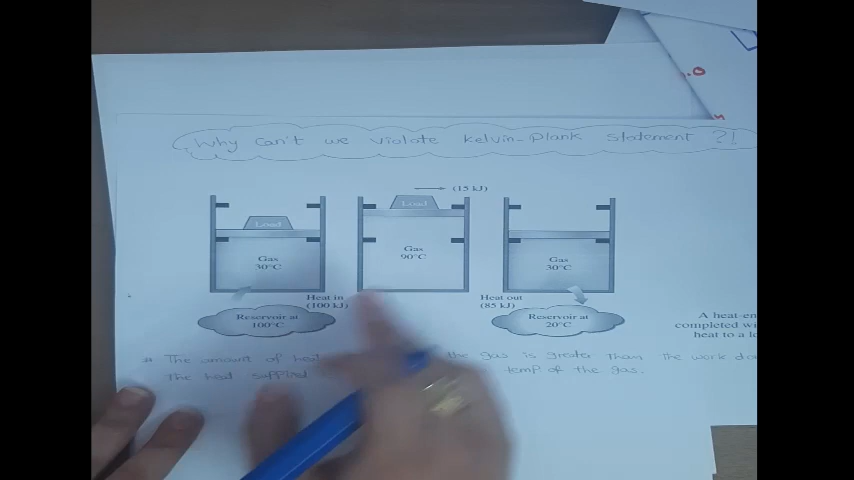 Why Can't we violate Kelvin-Plank statement ?!
(15 kJ)
Load
Load
Gas
30°C
Gas
90°C
Gas
30°C
Heat in
(100 kJ)
Heat out
(85 kJ)
Reservoir at
100°C
Reservoir at
20°C
A heat-en
completed wi
heat to a lo
* The amount of heat the gas is greater than the work do
The heat temp of the gas.